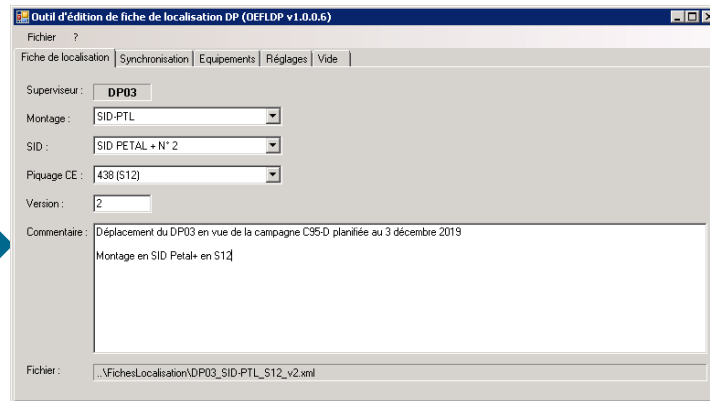 Outil d'édition de fiche de localisation DP (OEFLDP v1.0.0.6)
Fichier ?
Fiche de localisation Synchronisation Equipements Réglages Vide
Superviseur : DP03
Montage : SID-PTL
SID : SID PETAL + N° 2
Piquage CE : 438 (S12)
Version : 2
Commentaire : Déplacement du DP03 en vue de la campagne C95-D planifiée au 3 décembre 2019
Montage en SID Petal+ en S12
Fichier : ..\FichesLocalisation\DP03_SID-PTL_S12_v2.xml